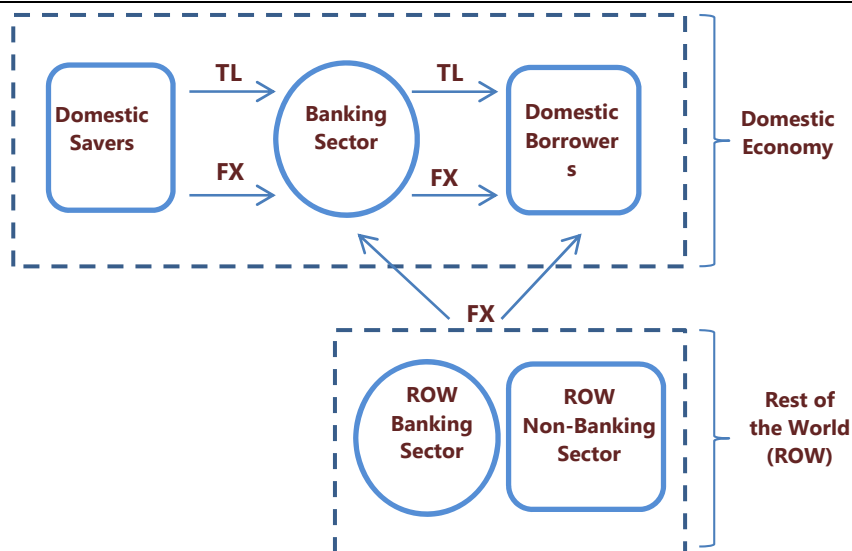 TL
TL
Domestic
Savers
Banking
Sector
Domestic
Borrower
s
Domestic
Economy
FX
FX
FX
ROW
Banking
Sector
ROW
Non-Banking
Sector
Rest of
the World
(ROW)